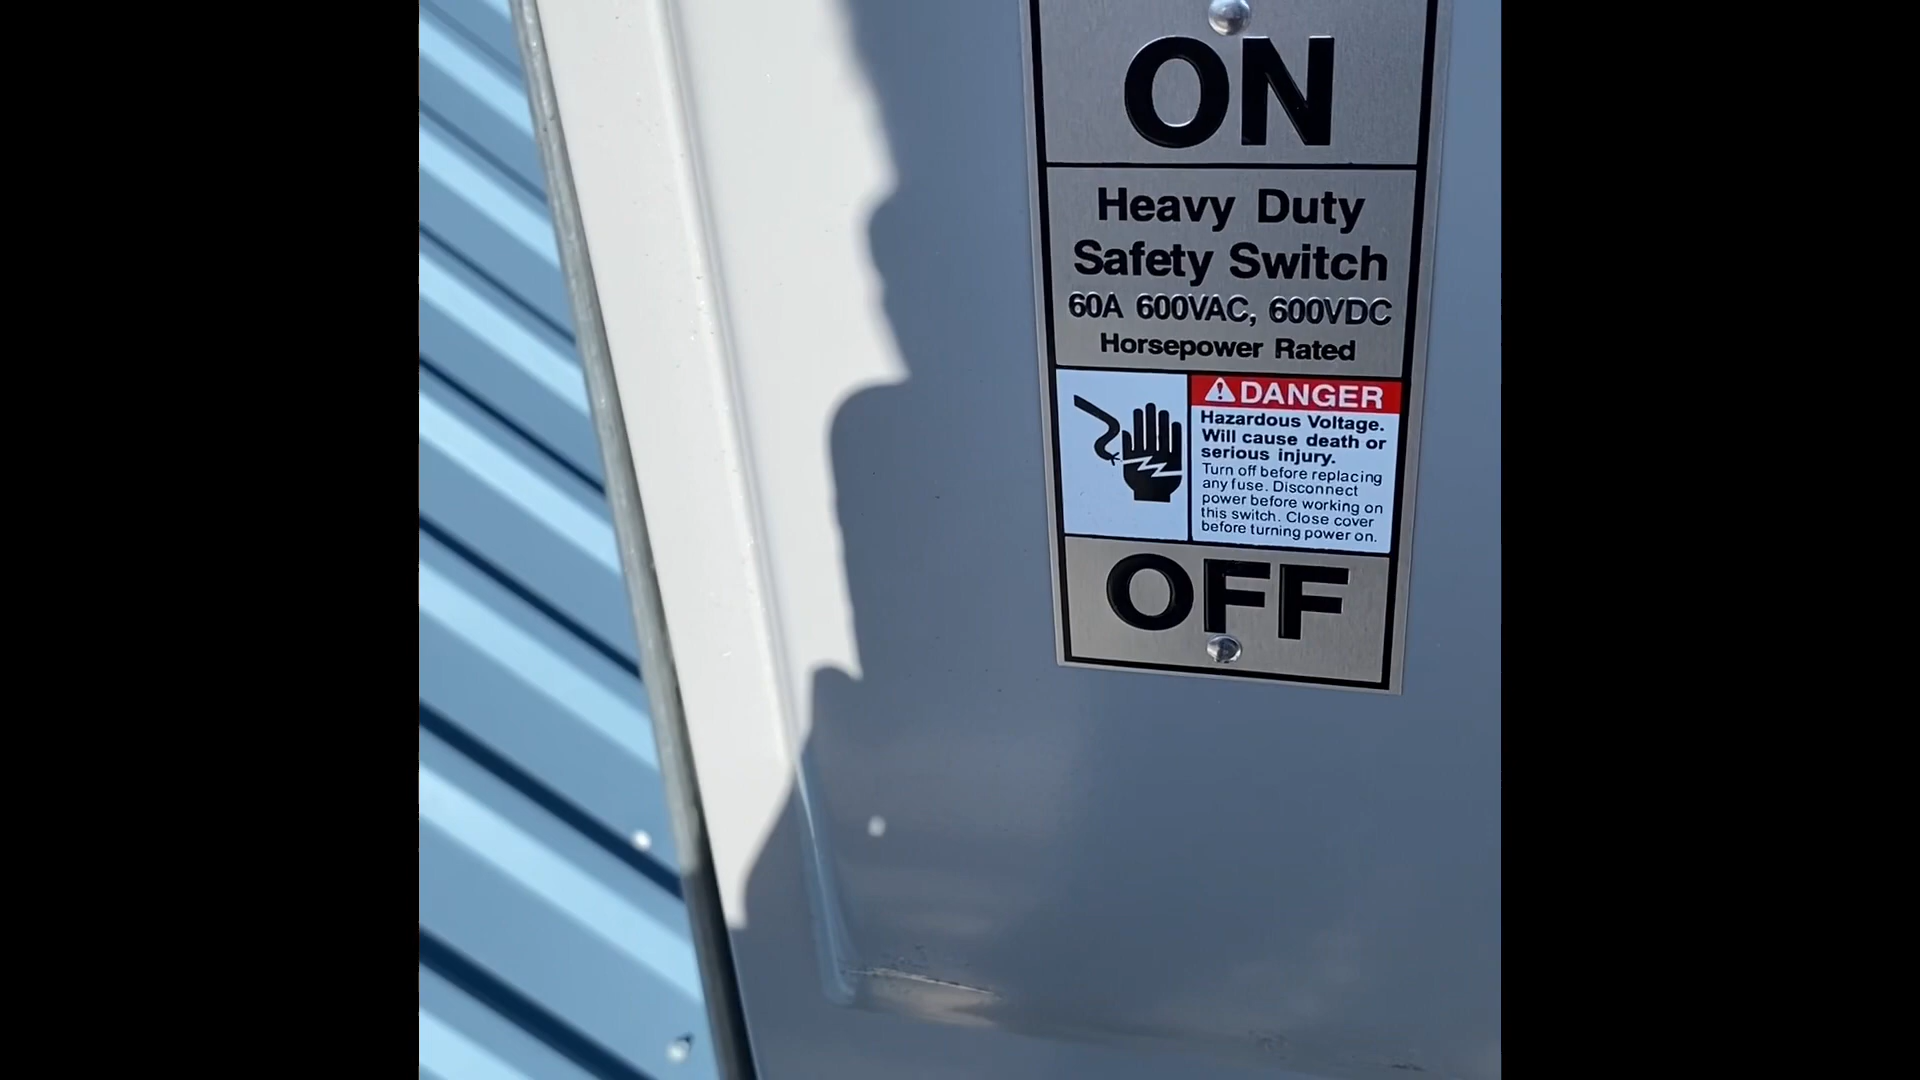 ON
Heavy Duty
Safety Switch
60A 600VAC, 600VDC
Horsepower Rated
DANGER
Hazardous Voltage.
Will cause death or
serious injury.
Turn off before replacing
any fuse. Disconnect
power before working on
this switch. Close cover
before turning power on.
OFF